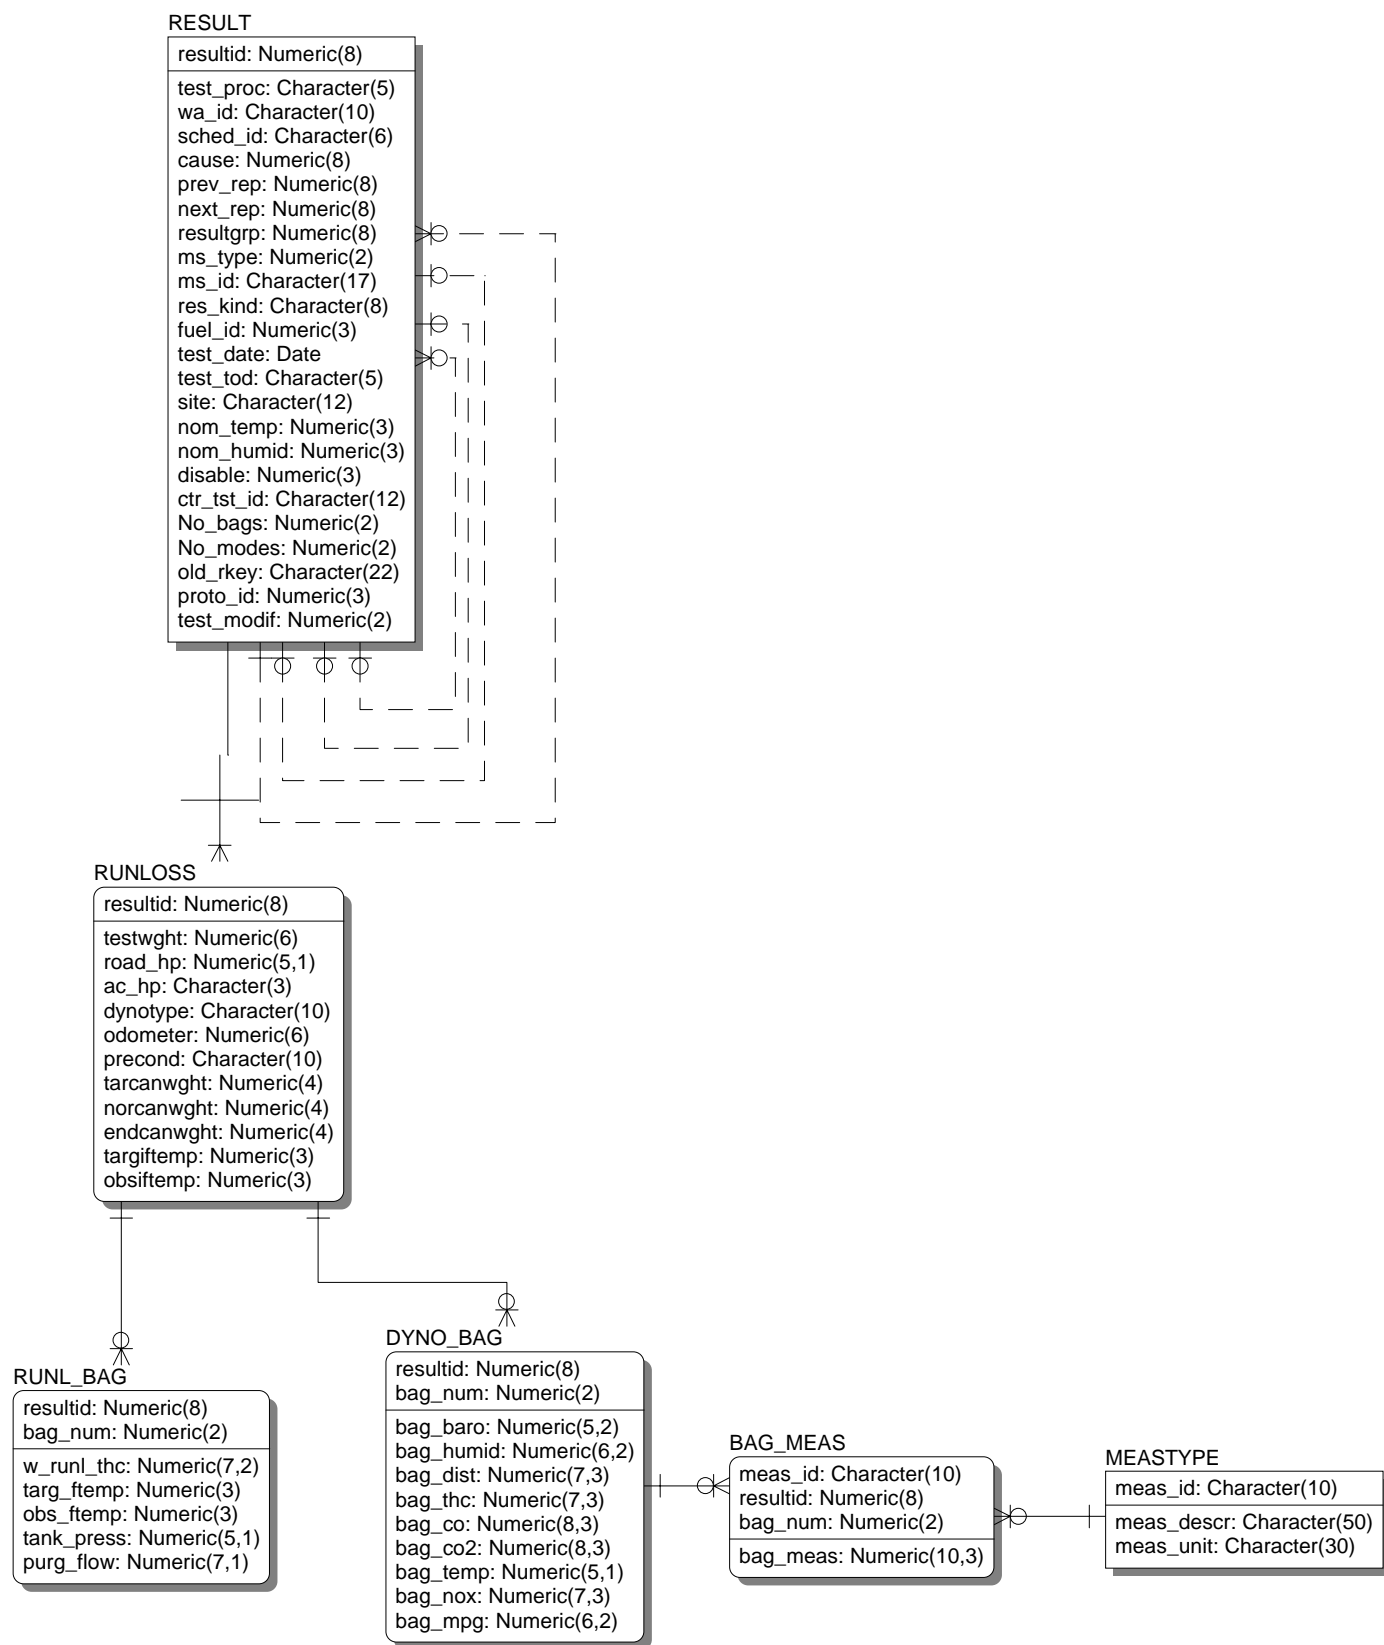 RESULT
resultid: Numeric(8)
test_proc: Character(5)
wa_id: Character(10)
sched_id: Character(6)
cause: Numeric(8)
prev_rep: Numeric(8)
next_rep: Numeric(8)
resultgrp: Numeric(8)
ms_type: Numeric(2)
ms_id: Character(17)
res_kind: Character(8)
fuel_id: Numeric(3)
test_date: Date
test_tod: Character(5)
site: Character(12)
nom_temp: Numeric(3)
nom_humid: Numeric(3)
disable: Numeric(3)
ctr_tst_id: Character(12)
No_bags: Numeric(2)
No_modes: Numeric(2)
old_rkey: Character(22)
proto_id: Numeric(3)
test_modif: Numeric(2)
RUNLOSS
resultid: Numeric(8)
testwght: Numeric(6)
road_hp: Numeric(5,1)
ac_hp: Character(3)
dynotype: Character(10)
odometer: Numeric(6)
precond: Character(10)
tarcanwght: Numeric(4)
norcanwght: Numeric(4)
endcanwght: Numeric(4)
targiftemp: Numeric(3)
obsiftemp: Numeric(3)
RUNL_BAG
resultid: Numeric(8)
bag_num: Numeric(2)
w_runl_thc: Numeric(7,2)
targ_ftemp: Numeric(3)
obs_ftemp: Numeric(3)
tank_press: Numeric(5,1)
purg_flow: Numeric(7,1)
DYNO_BAG
resultid: Numeric(8)
bag_num: Numeric(2)
bag_baro: Numeric(5,2)
bag_humid: Numeric(6,2)
bag_dist: Numeric(7,3)
bag_thc: Numeric(7,3)
bag_co: Numeric(8,3)
bag_co2: Numeric(8,3)
bag_temp: Numeric(5,1)
bag_nox: Numeric(7,3)
bag_mpg: Numeric(6,2)
BAG_MEAS
meas_id: Character(10)
resultid: Numeric(8)
bag_num: Numeric(2)
bag_meas: Numeric(10,3)
MEASTYPE
meas_id: Character(10)
meas_descr: Character(50)
meas_unit: Character(30)